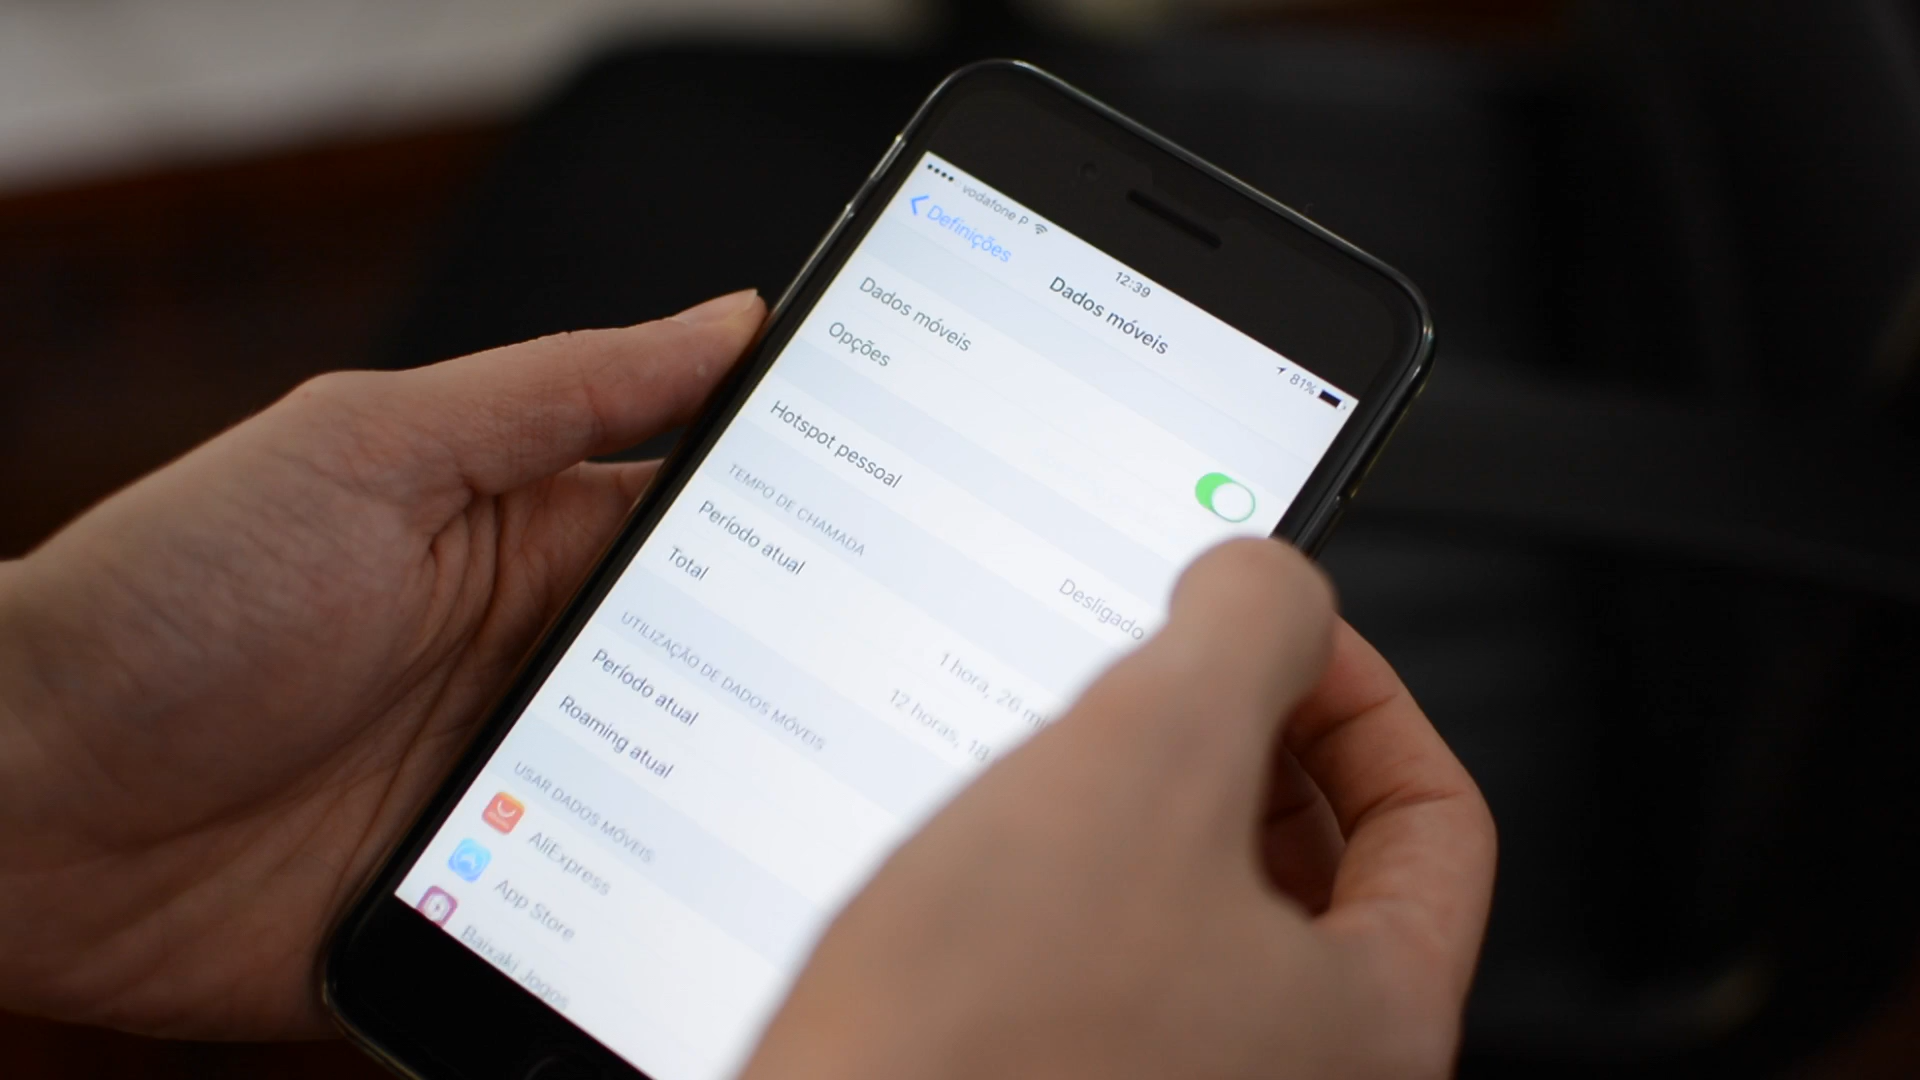 vodafone P
12:39
81%
Definições
Dados móveis
Dados móveis
Opções
Hotspot pessoal
Desligado
TEMPO DE CHAMADA
Período atual
1 hora, 26
Total
12 horas, 18
UTILIZAÇÃO DE DADOS MÓVEIS
Período atual
Roaming atual
USAR DADOS MÓVEIS
AliExpress
App Store
Baixaki Jogos